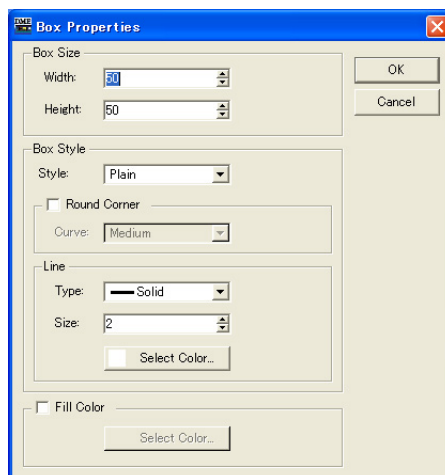 DME
Box Properties
Box Size
Width: 50
Height: 50
OK
Cancel
Box Style
Style: Plain
Round Corner
Curve: Medium
Line
Type: Solid
Size: 2
Select Color...
Fill Color
Select Color...